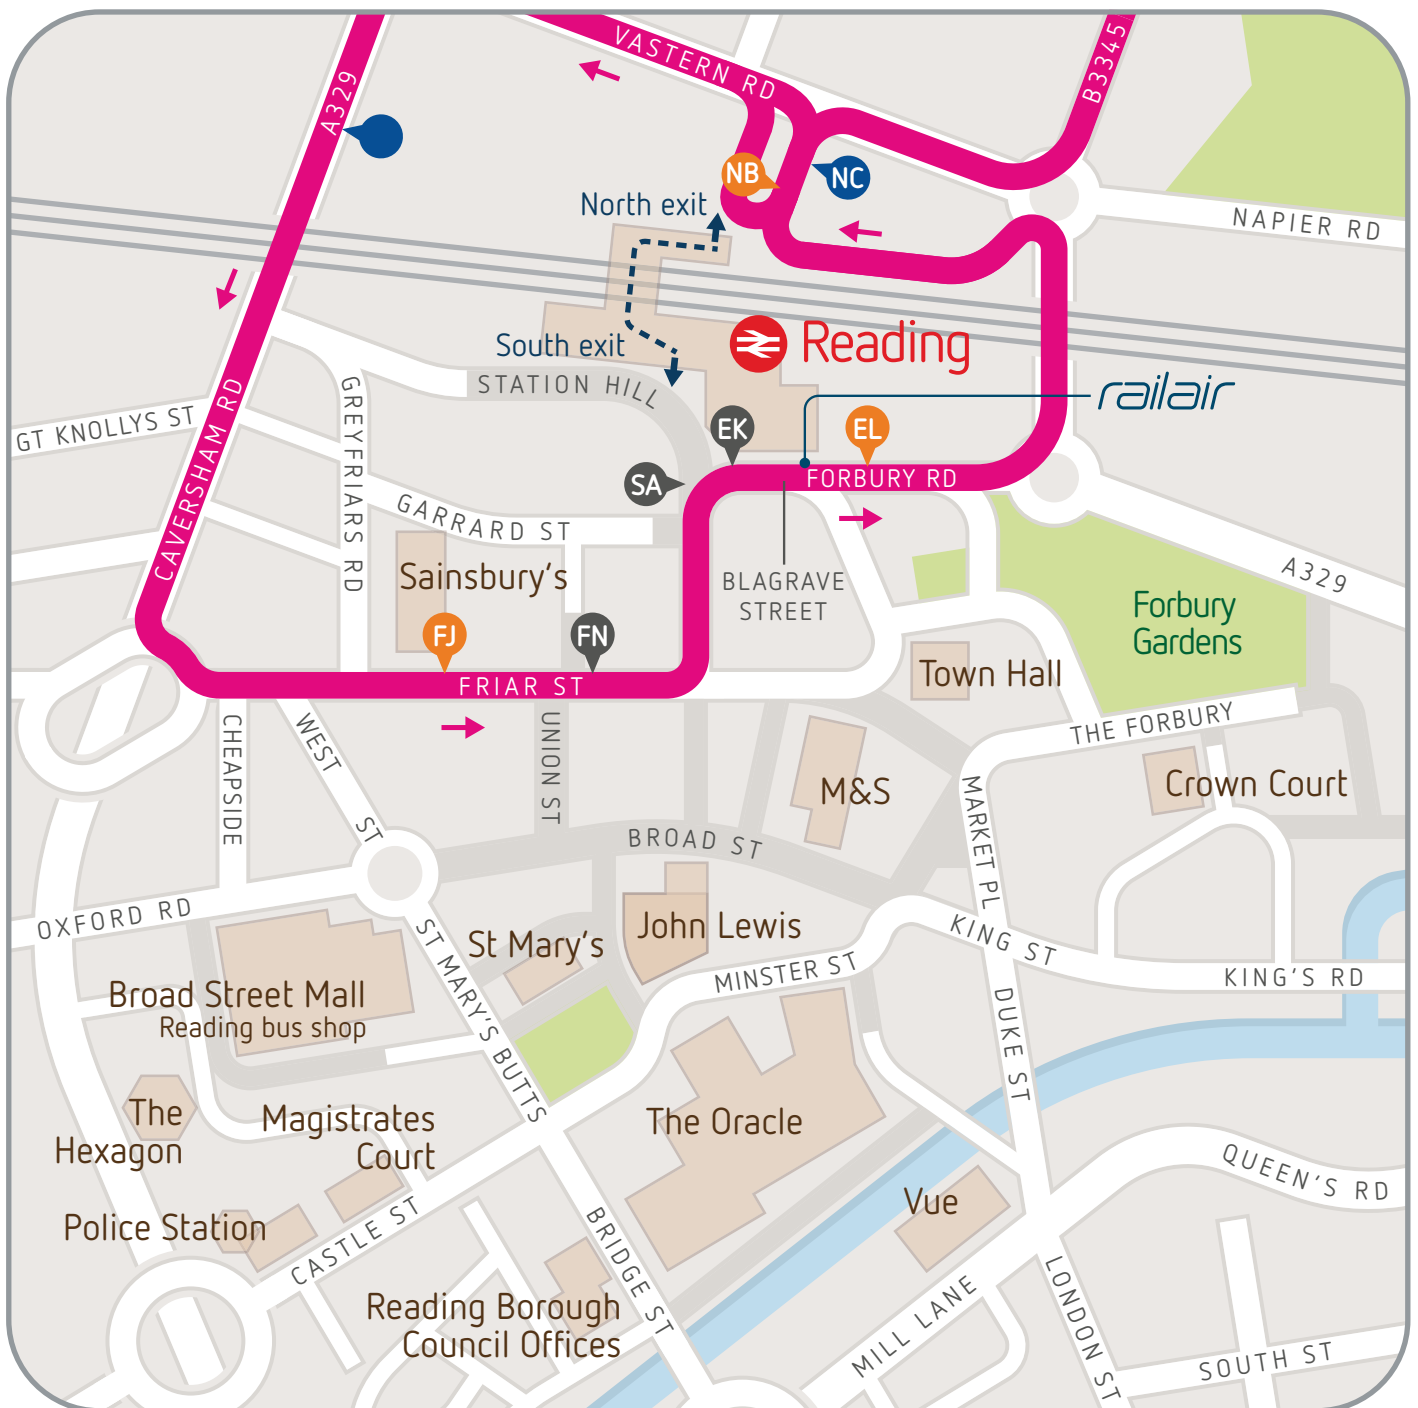 VASTERN RD
A329
B3345
NB
NC
North exit
NAPIER RD
Reading
South exit
STATION HILL
railair
GT KNOLLYS ST
GREYFRIARS RD
CAVERSHAM RD
EK
EL
SA
FORBURY RD
GARRARD ST
Sainsbury's
BLAGRAVE
STREET
A329
Forbury
Gardens
FJ
FN
FRIAR ST
Town Hall
THE FORBURY
CHEAPSIDE
WEST ST
UNION ST
M&S
Crown Court
MARKET PL
BROAD ST
OXFORD RD
John Lewis
St Mary's
ST MARY'S BUTTS
KING ST
MINSTER ST
KING'S RD
Broad Street Mall
Reading bus shop
DUKE ST
The
Hexagon
Magistrates
Court
The Oracle
QUEEN'S RD
Police Station
CASTLE ST
Vue
BRIDGE ST
Reading Borough
Council Offices
MILL LANE
LONDON ST
SOUTH ST